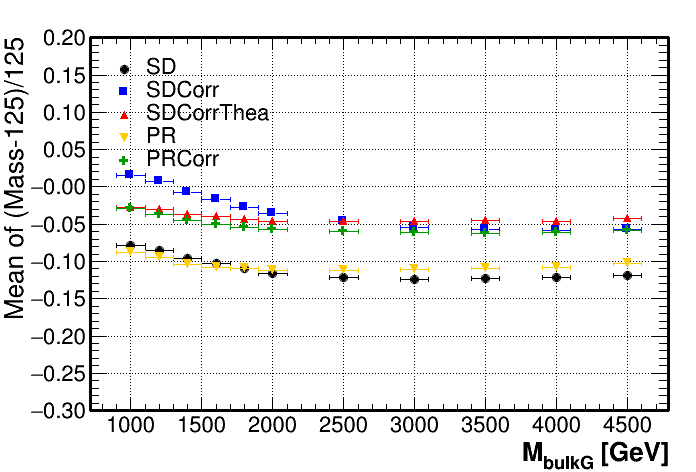 Mean of (Mass-125)/125
0.20
0.15
0.10
0.05
−0.00
−0.05
−0.10
−0.15
−0.20
−0.25
−0.30
SD
SDCorr
SDCorrThea
PR
PRCorr
1000 1500 2000 2500 3000 3500 4000 4500
M_bulkG [GeV]